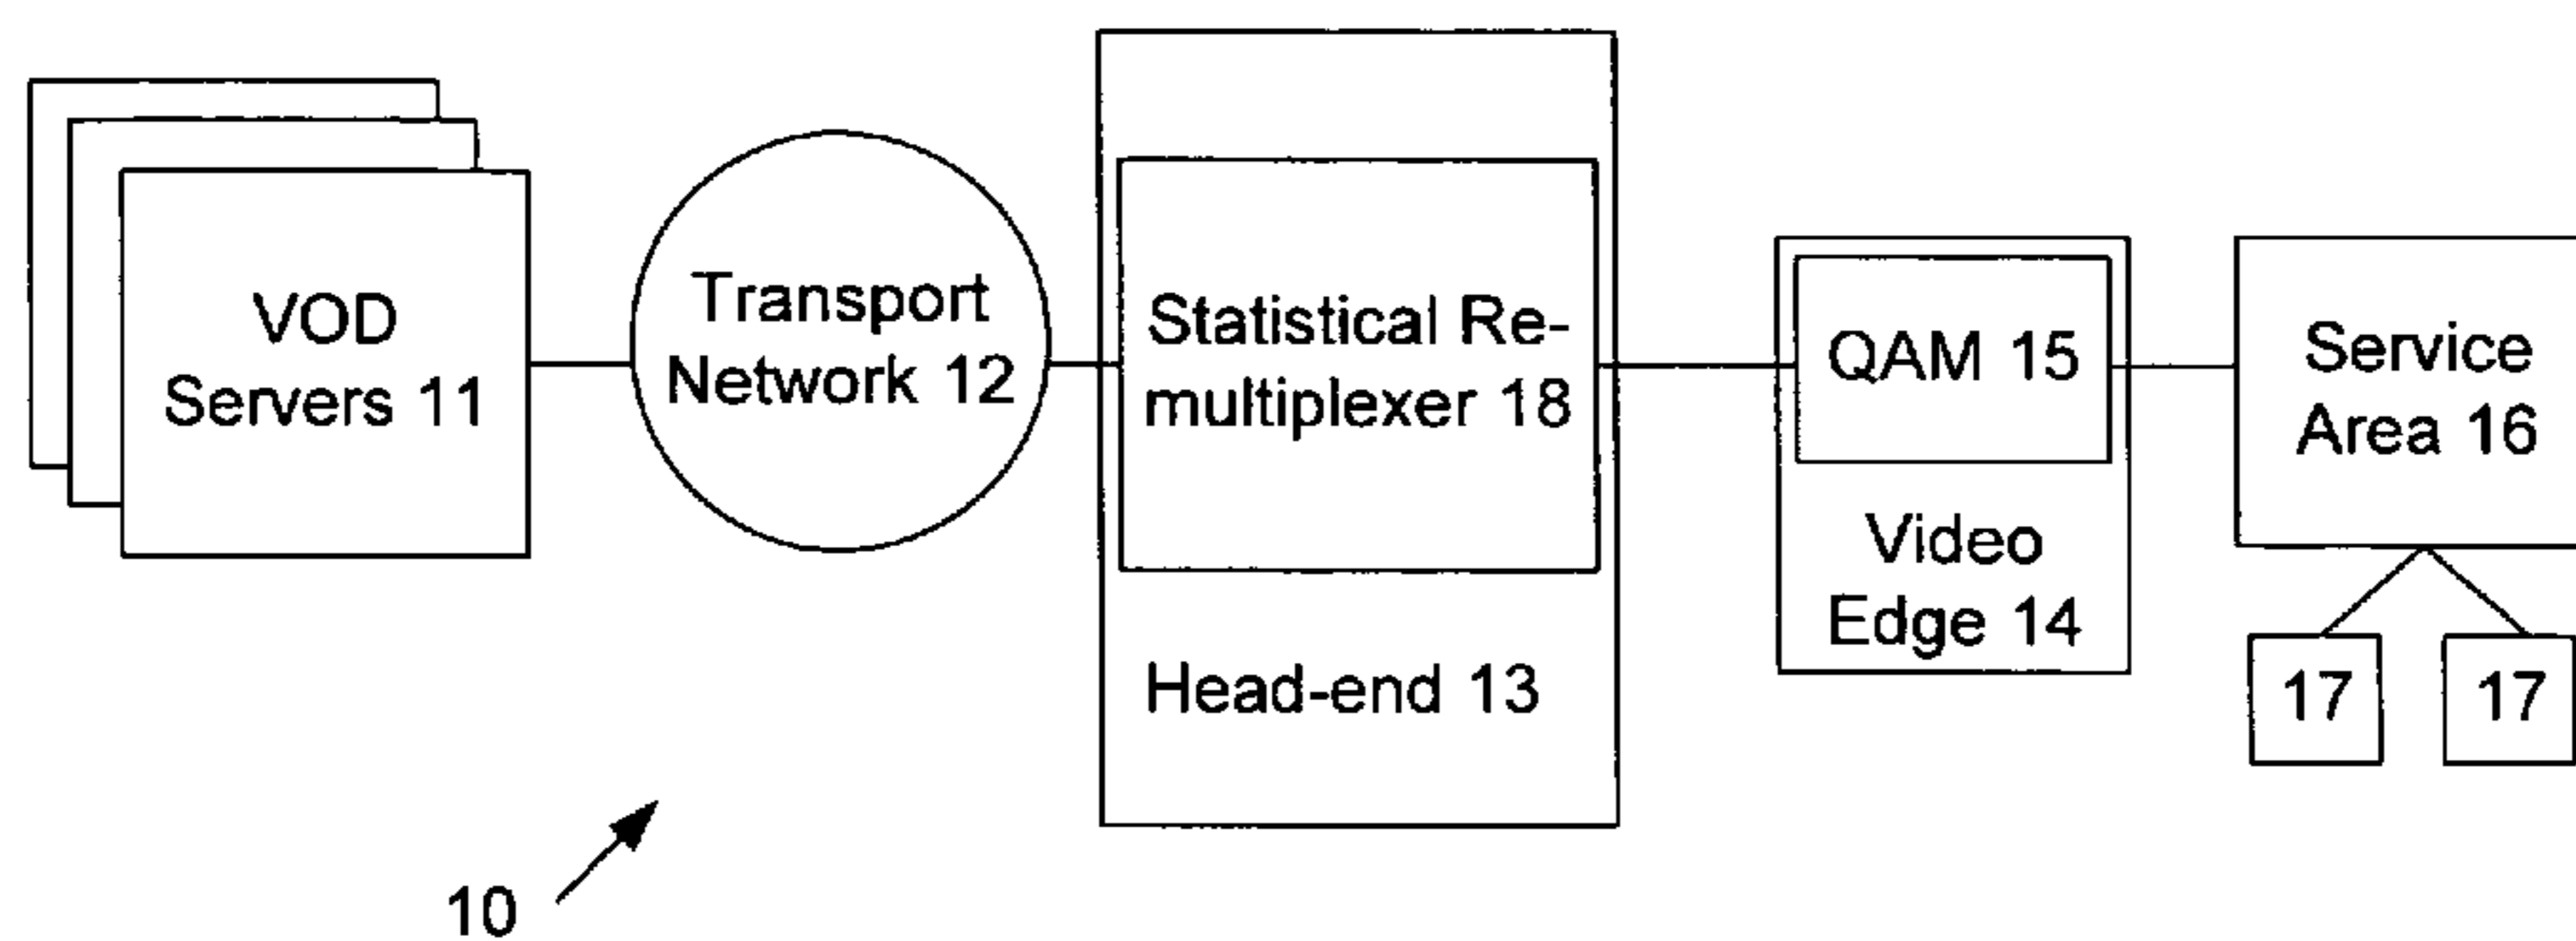 VOD
Servers 11
Transport
Network 12
Statistical Re-
multiplexer 18
Head-end 13
QAM 15
Video
Edge 14
Service
Area 16
17
17
10